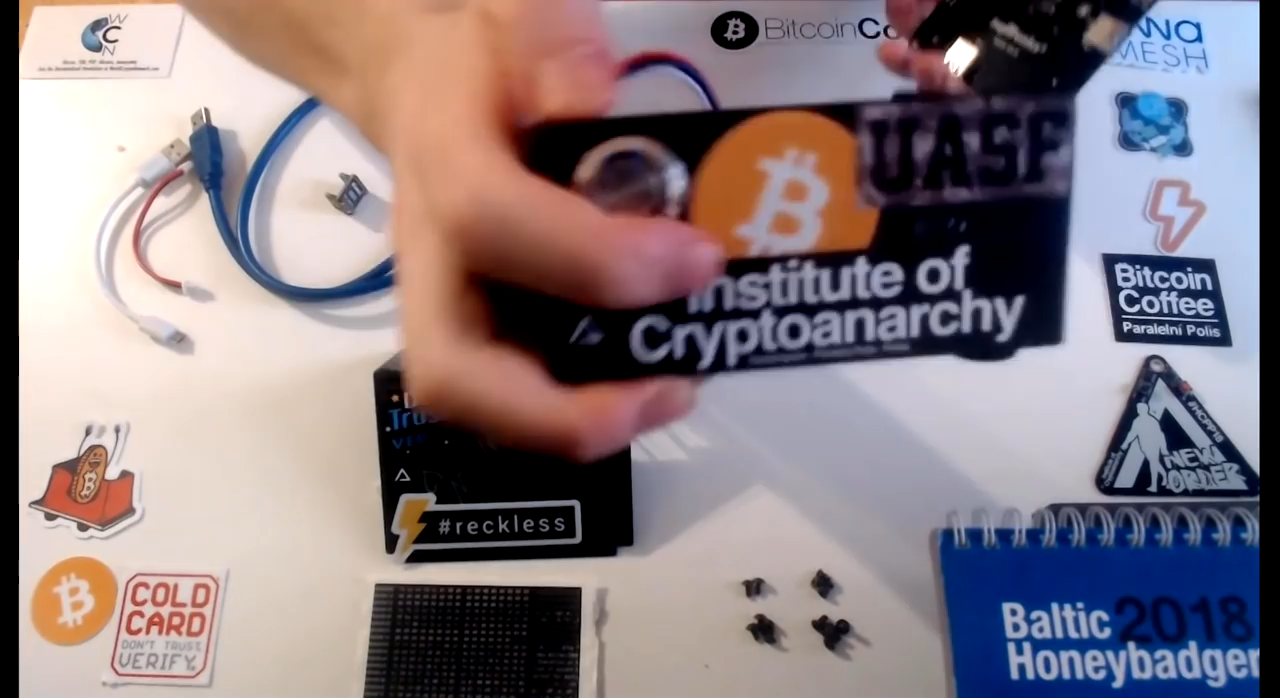 W
C
N
BitcoinCo
MESH
UASF
Institute of
Cryptoanarchy
Bitcoin
Coffee
Paralelní Polis
#HCPP18
NEW
ORDER
#reckless
COLD
CARD
DON'T TRUST.
VERIFY.
Baltic 2018
Honeybadger